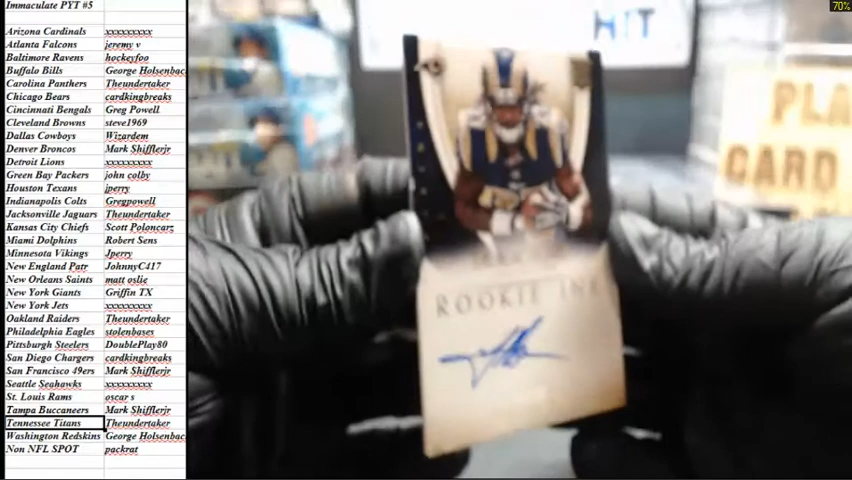 Immaculate PYT #5
Arizona Cardinals xxxxxxxxx
Atlanta Falcons jeremy v
Baltimore Ravens hockeyfoo
Buffalo Bills George Holsenbac
Carolina Panthers Theundertaker
Chicago Bears cardkingbreaks
Cincinnati Bengals Greg Powell
Cleveland Browns steve1969
Dallas Cowboys Wizardem
Denver Broncos Mark Shifflerjr
Detroit Lions xxxxxxxxx
Green Bay Packers john colby
Houston Texans jperry
Indianapolis Colts Gregpowell
Jacksonville Jaguars Theundertaker
Kansas City Chiefs Scott Poloncarz
Miami Dolphins Robert Sens
Minnesota Vikings Jperry
New England Patr JohnnyC417
New Orleans Saints matt oslie
New York Giants Griffin TX
New York Jets xxxxxxxxx
Oakland Raiders Theundertaker
Philadelphia Eagles stolenbases
Pittsburgh Steelers DoublePlay80
San Diego Chargers cardkingbreaks
San Francisco 49ers Mark Shifflerjr
Seattle Seahawks xxxxxxxxx
St. Louis Rams oscar s
Tampa Buccaneers Mark Shifflerjr
Tennessee Titans Theundertaker
Washington Redskins George Holsenbac
Non NFL SPOT packrat
70%
HIT
PLA
CARD
ROOKIE INK